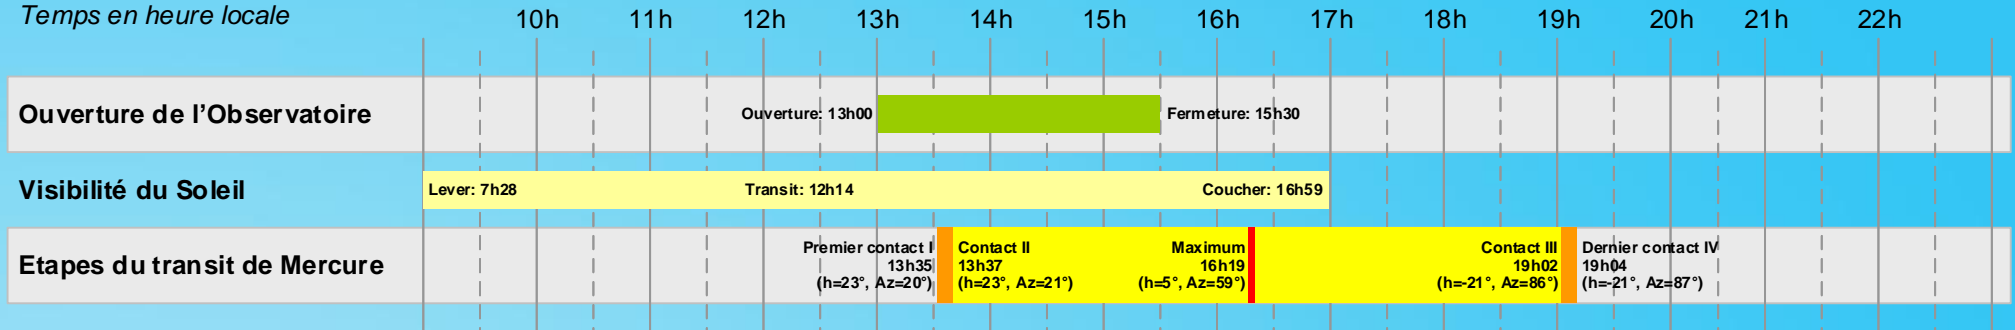 Temps en heure locale 10h 11h 12h 13h 14h 15h 16h 17h 18h 19h 20h 21h 22h
Ouverture de l’Observatoire Ouverture: 13h00 Fermeture: 15h30
Visibilité du Soleil Lever: 7h28 Transit: 12h14 Coucher: 16h59
Etapes du transit de Mercure
Premier contact I
13h35
(h=23°, Az=20°)
Contact II
13h37
(h=23°, Az=21°)
Maximum
16h19
(h=5°, Az=59°)
Contact III
19h02
(h=-21°, Az=86°)
Dernier contact IV
19h04
(h=-21°, Az=87°)